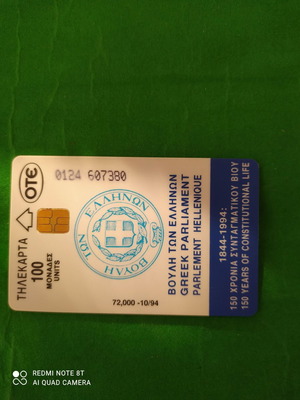 OTE
0124 607380
ΤΗΛΕΚΑΡΤΑ
100
ΜΟΝΑΔΕΣ
UNITS
ΒΟΥΛΗ ΤΩΝ ΕΛΛΗΝΩΝ
72,000 -10/94
ΒΟΥΛΗ ΤΩΝ ΕΛΛΗΝΩΝ
GREEK PARLIAMENT
PARLEMENT HELLENIQUE
1844-1994:
150 ΧΡΟΝΙΑ ΣΥΝΤΑΓΜΑΤΙΚΟΥ ΒΙΟΥ
150 YEARS OF CONSTITUTIONAL LIFE
REDMI NOTE 8T
AI QUAD CAMERA